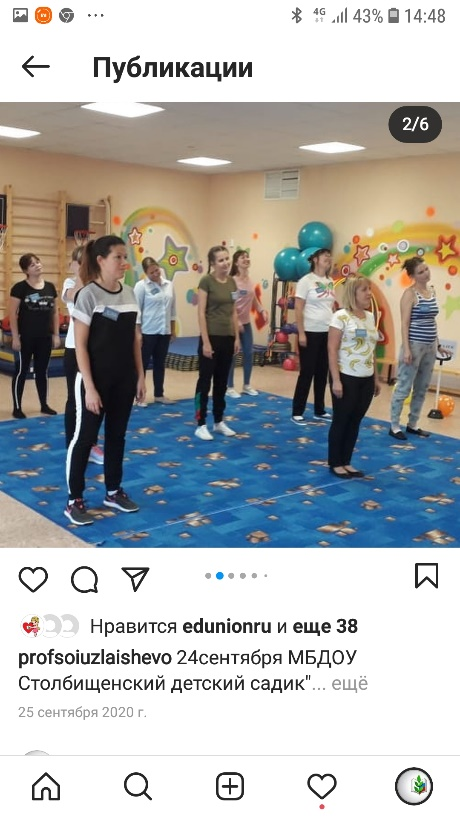 4G 43% 14:48
Публикации
2/6
Нравится edunionru и еще 38
profsoiuzlaishevo 24сентября МБДОУ
Столбищенский детский садик"... ещё
25 сентября 2020 г.